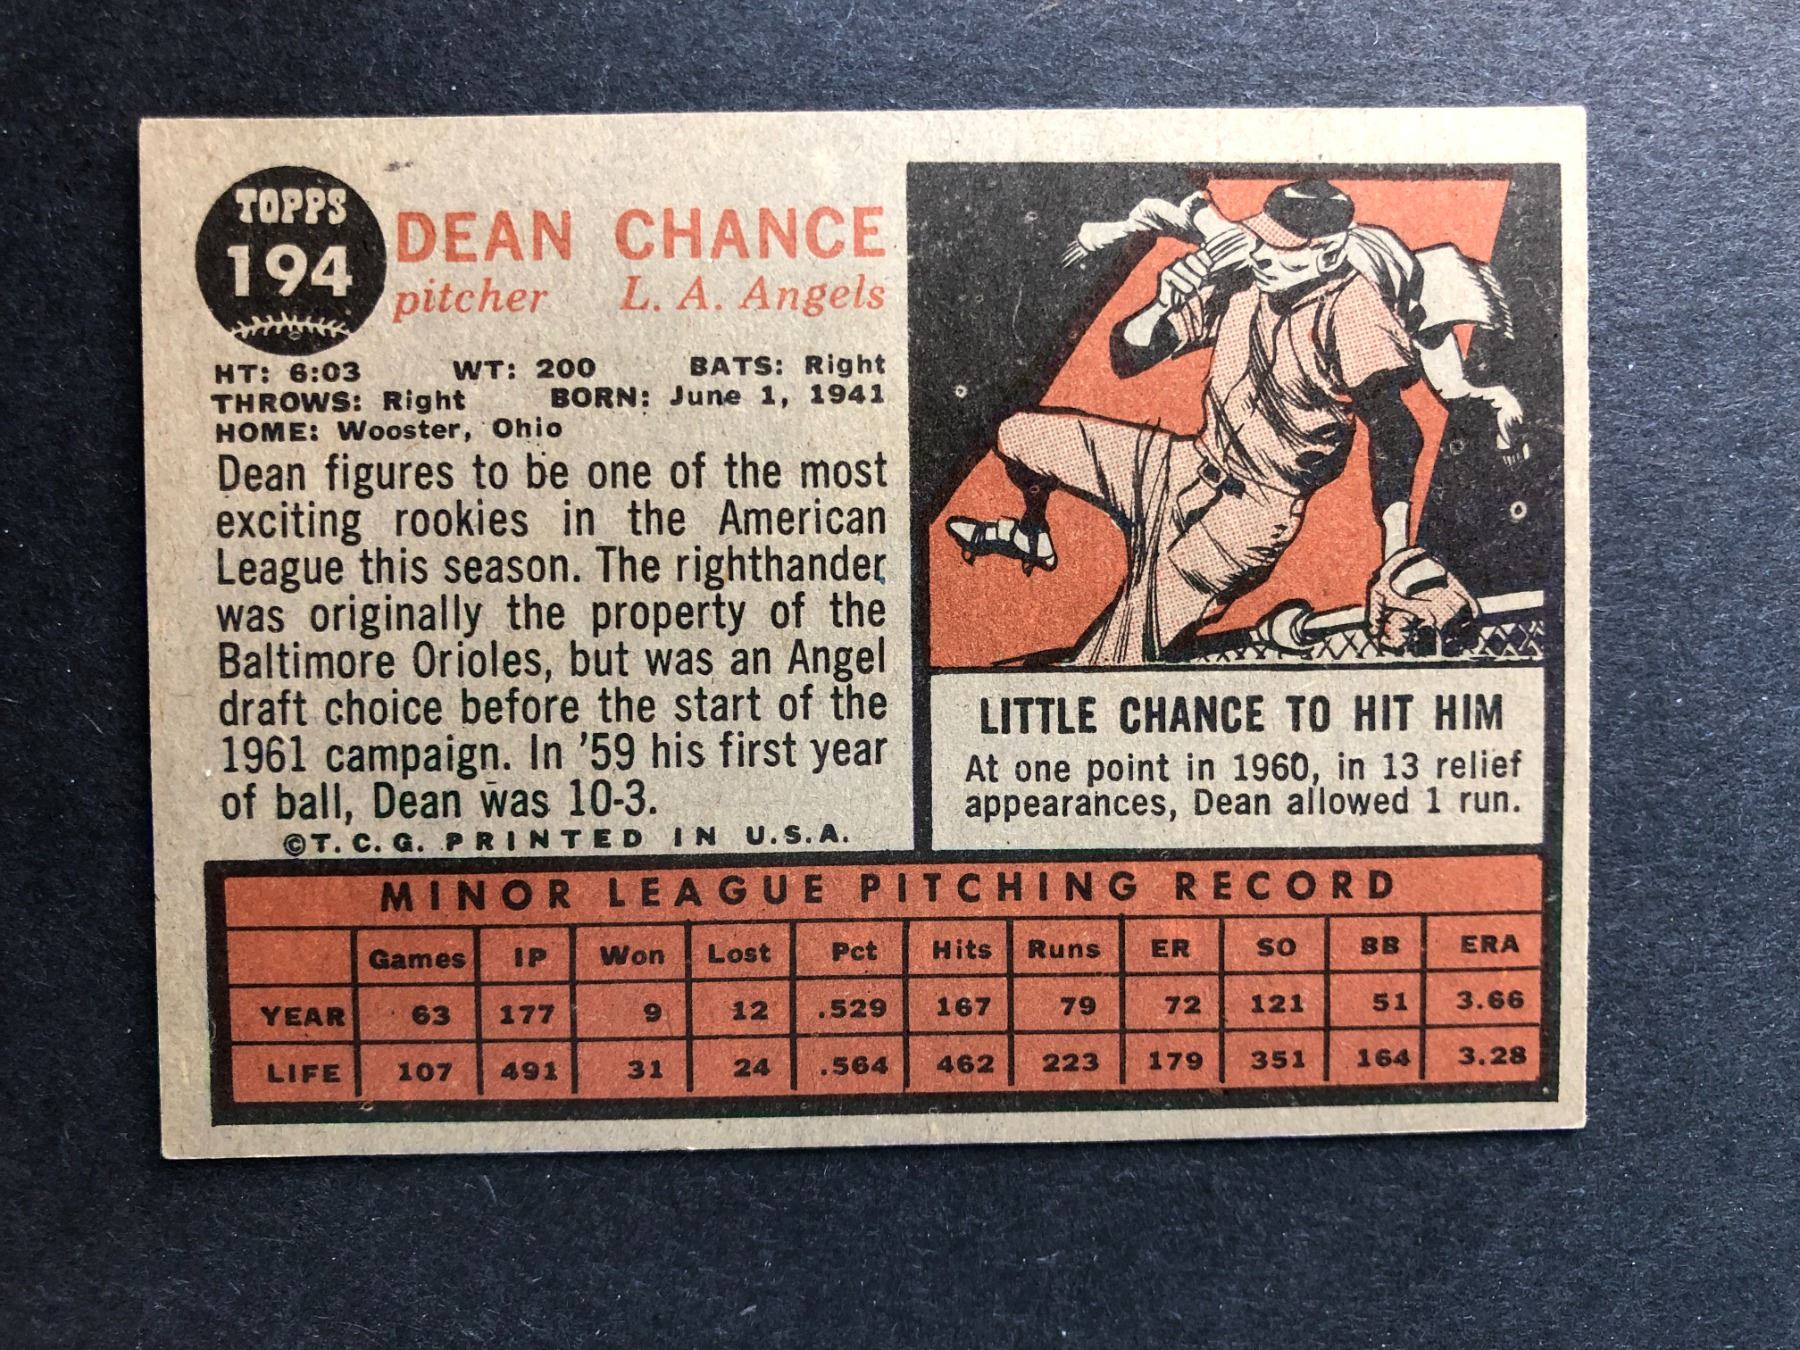 TOPPS
194
DEAN CHANCE
pitcher L. A. Angels
HT: 6:03 WT: 200 BATS: Right
THROWS: Right BORN: June 1, 1941
HOME: Wooster, Ohio
Dean figures to be one of the most
exciting rookies in the American
League this season. The righthander
was originally the property of the
Baltimore Orioles, but was an Angel
draft choice before the start of the
1961 campaign. In '59 his first year
of ball, Dean was 10-3.
©T. C. G. PRINTED IN U.S.A.
LITTLE CHANCE TO HIT HIM
At one point in 1960, in 13 relief
appearances, Dean allowed 1 run.
MINOR LEAGUE PITCHING RECORD
Games IP Won Lost Pct Hits Runs ER SO BB ERA
YEAR 63 177 9 12 .529 167 79 72 121 51 3.66
LIFE 107 491 31 24 .564 462 223 179 351 164 3.28